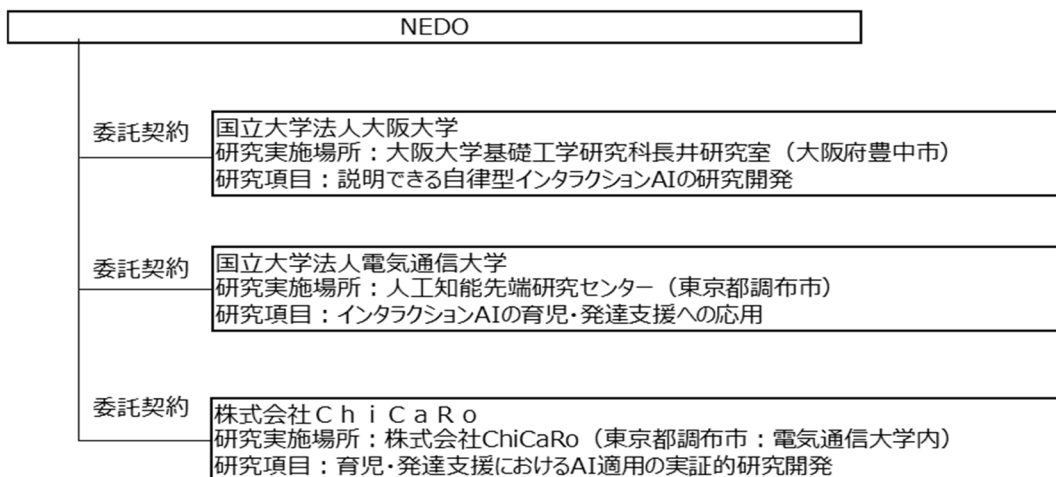 NEDO
委託契約
国立大学法人大阪大学
研究実施場所：大阪大学基礎工学研究科長井研究室（大阪府豊中市）
研究項目：説明できる自律型インタラクションAIの研究開発
委託契約
国立大学法人電気通信大学
研究実施場所：人工知能先端研究センター（東京都調布市）
研究項目：インタラクションAIの育児・発達支援への応用
委託契約
株式会社ＣｈｉＣａＲｏ
研究実施場所：株式会社ChiCaRo（東京都調布市：電気通信大学内）
研究項目：育児・発達支援におけるAI適用の実証的研究開発